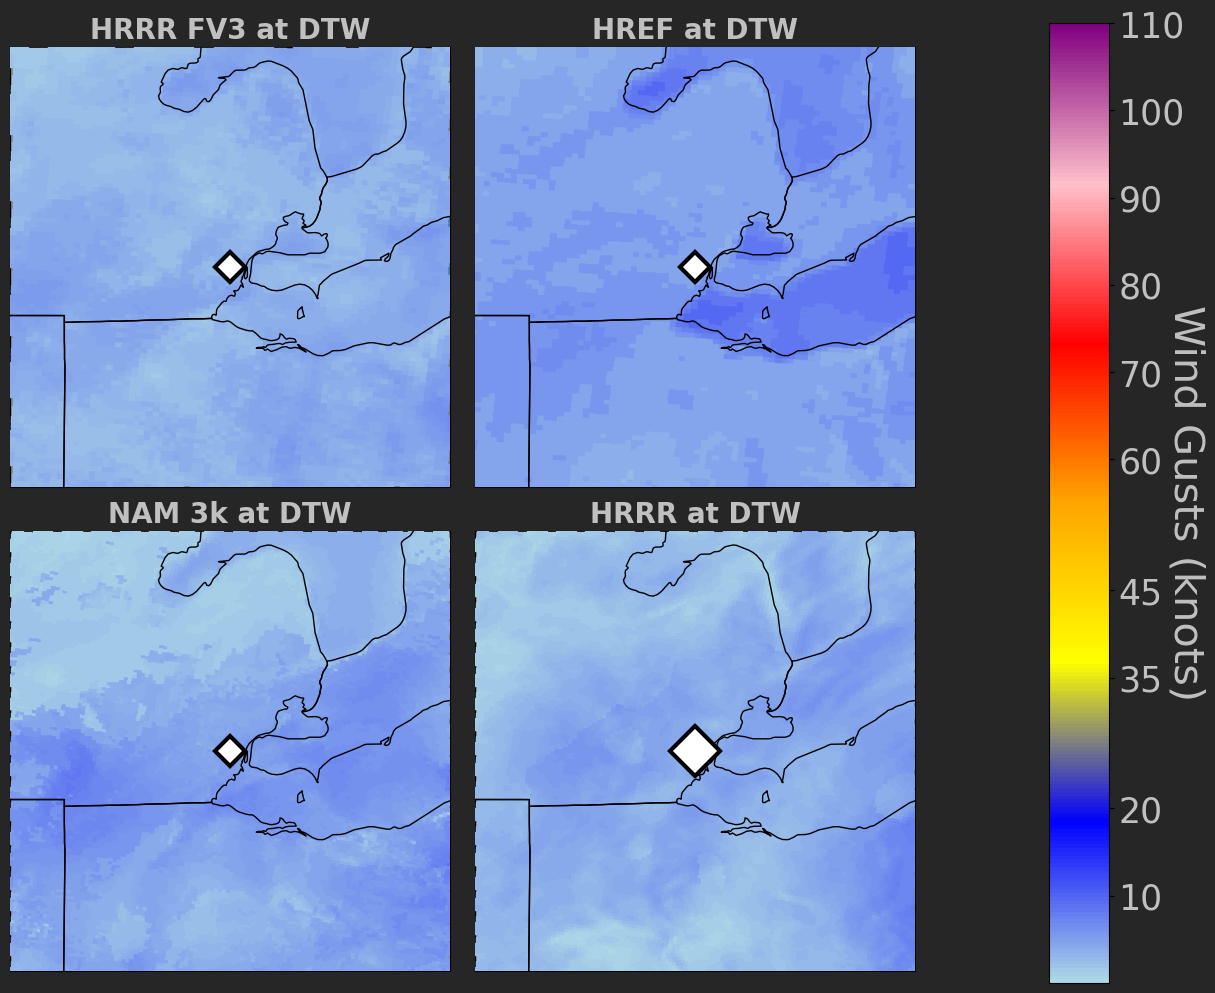 HRRR FV3 at DTW
HREF at DTW
NAM 3k at DTW
HRRR at DTW
110
100
90
80
70
60
45
35
20
10
Wind Gusts (knots)